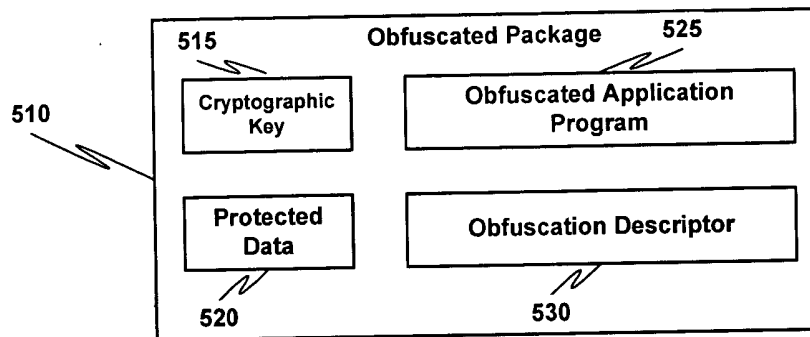 515
Obfuscated Package
525
Cryptographic
Key
Obfuscated Application
Program
510
Protected
Data
Obfuscation Descriptor
520
530